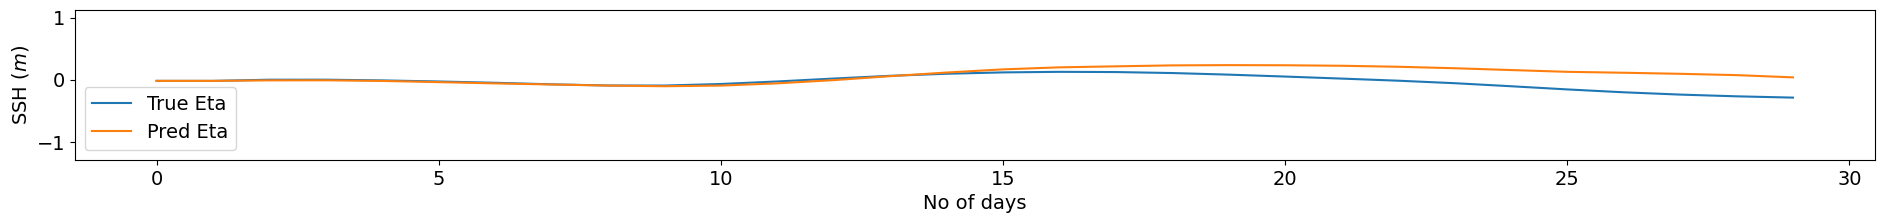 SSH (m)
1
0
−1
True Eta
Pred Eta
0 5 10 15 20 25 30
No of days